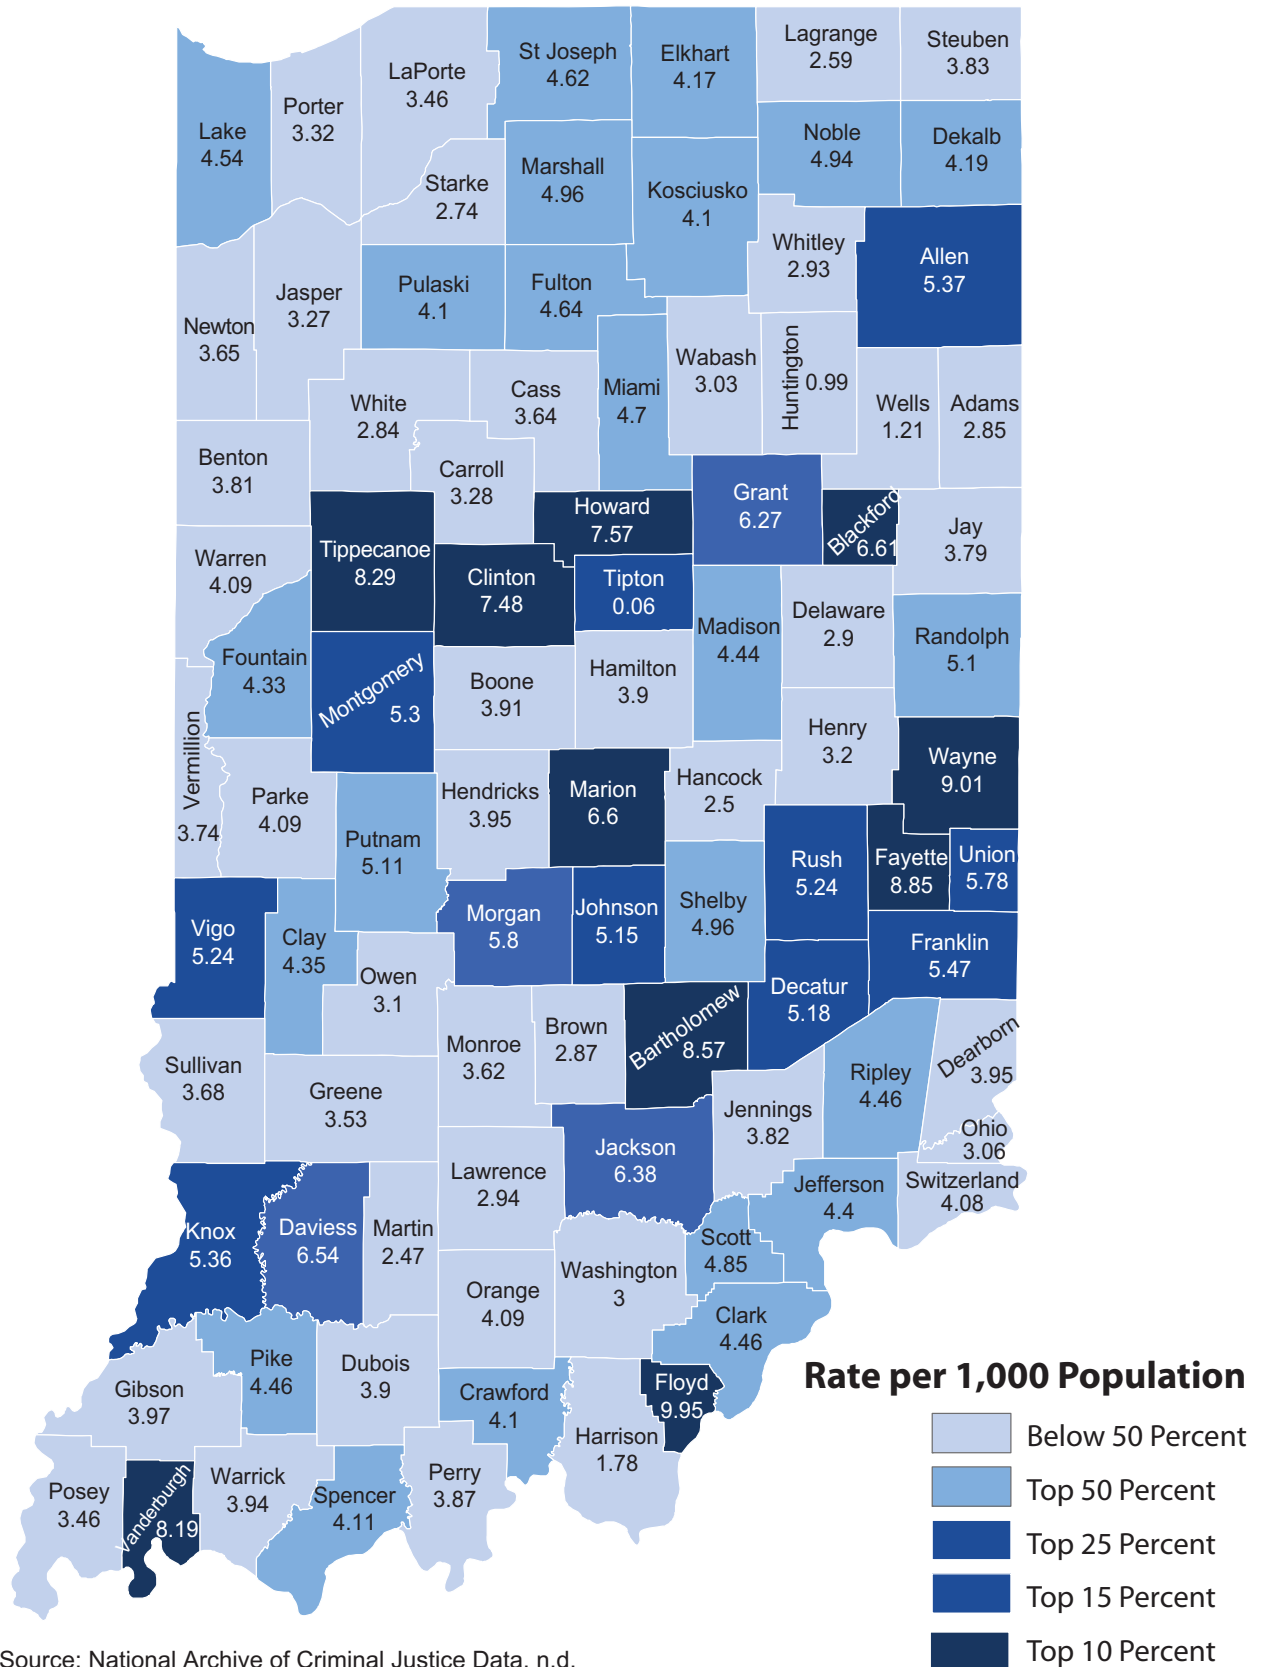 Lagrange
2.59
Steuben
3.83
St Joseph
4.62
Elkhart
4.17
LaPorte
3.46
Porter
3.32
Lake
4.54
Noble
4.94
Dekalb
4.19
Marshall
4.96
Starke
2.74
Kosciusko
4.1
Whitley
2.93
Allen
5.37
Pulaski
4.1
Fulton
4.64
Jasper
3.27
Newton
3.65
Wabash
3.03
Huntington
0.99
Miami
4.7
Cass
3.64
White
2.84
Wells
1.21
Adams
2.85
Benton
3.81
Carroll
3.28
Grant
6.27
Howard
7.57
Blackford
6.61
Jay
3.79
Tippecanoe
8.29
Warren
4.09
Clinton
7.48
Tipton
0.06
Madison
4.44
Delaware
2.9
Randolph
5.1
Fountain
4.33
Montgomery
5.3
Boone
3.91
Hamilton
3.9
Henry
3.2
Wayne
9.01
Vermillion
3.74
Parke
4.09
Putnam
5.11
Hendricks
3.95
Marion
6.6
Hancock
2.5
Rush
5.24
Fayette
8.85
Union
5.78
Vigo
5.24
Clay
4.35
Morgan
5.8
Johnson
5.15
Shelby
4.96
Franklin
5.47
Owen
3.1
Decatur
5.18
Monroe
3.62
Brown
2.87
Bartholomew
8.57
Sullivan
3.68
Greene
3.53
Ripley
4.46
Dearborn
3.95
Jennings
3.82
Ohio
3.06
Jackson
6.38
Lawrence
2.94
Jefferson
4.4
Switzerland
4.08
Knox
5.36
Daviess
6.54
Martin
2.47
Scott
4.85
Orange
4.09
Washington
3
Clark
4.46
Pike
4.46
Dubois
3.9
Gibson
3.97
Crawford
4.1
Floyd
9.95
Harrison
1.78
Posey
3.46
Vanderburgh
8.19
Warrick
3.94
Spencer
4.11
Perry
3.87
Rate per 1,000 Population
Below 50 Percent
Top 50 Percent
Top 25 Percent
Top 15 Percent
Top 10 Percent
Source: National Archive of Criminal Justice Data, n.d.